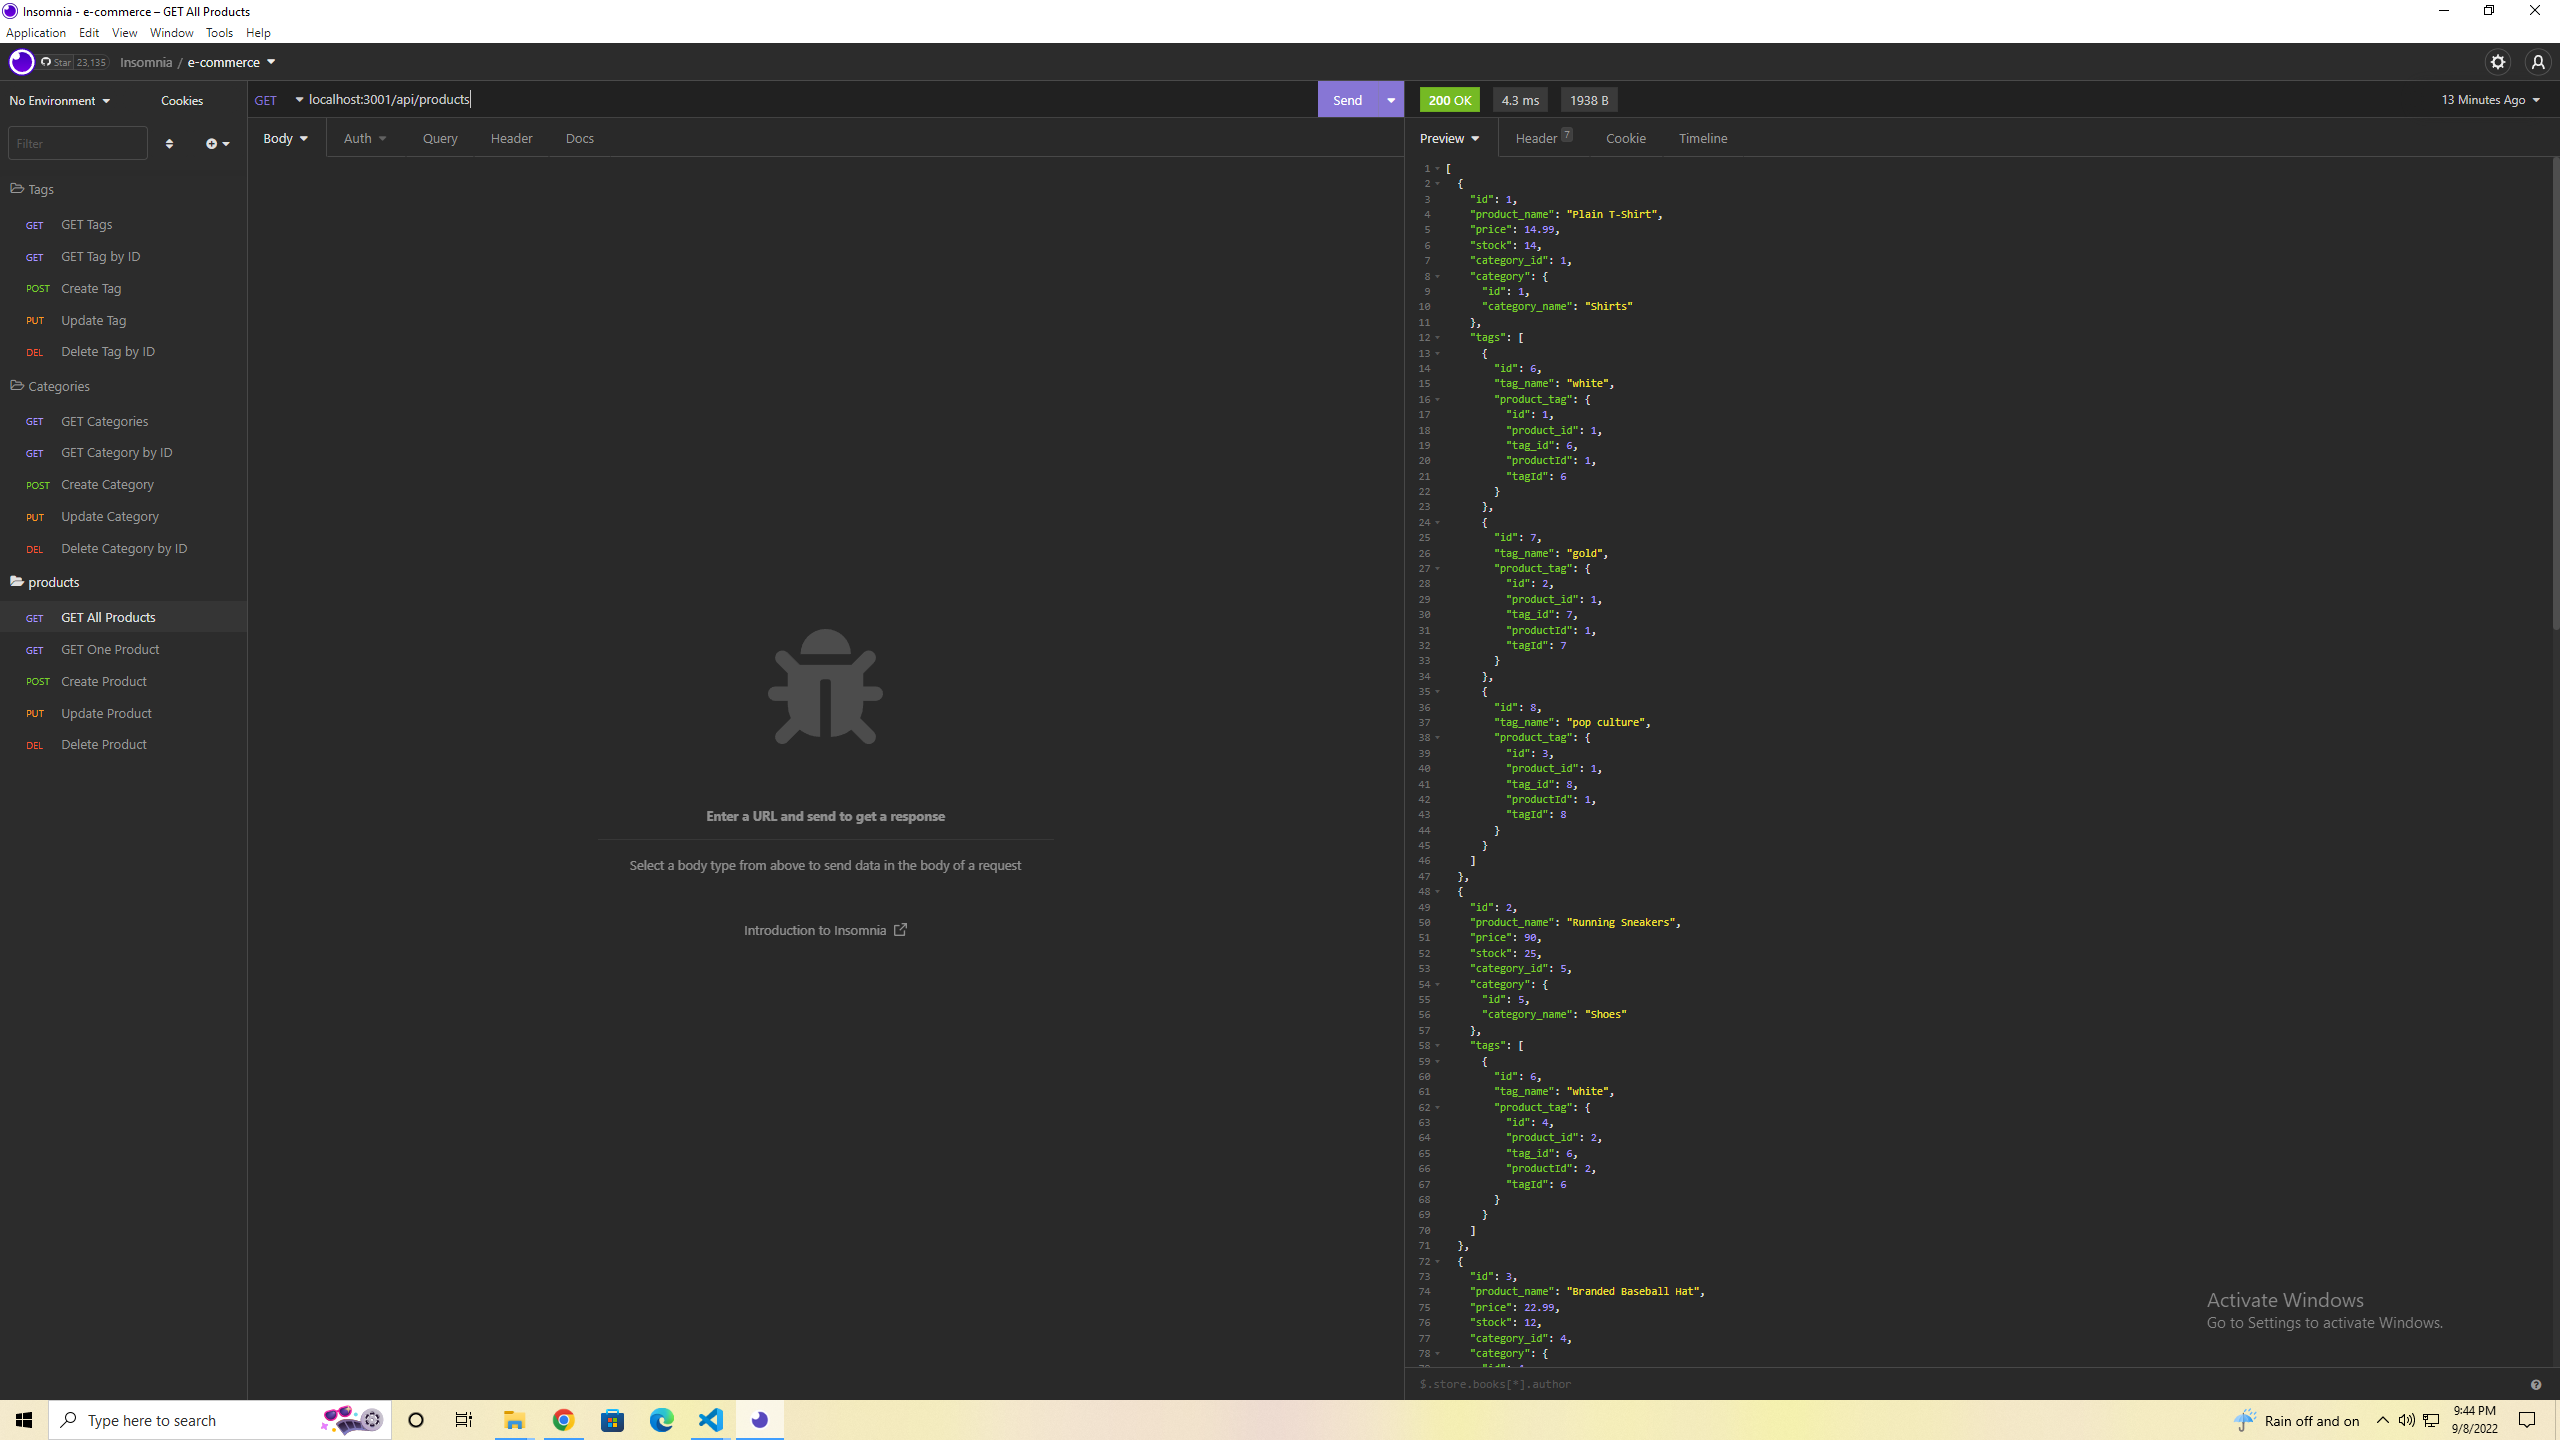 Insomnia - e-commerce – GET All Products
Application Edit View Window Tools Help
Star 23,135 Insomnia / e-commerce
No Environment Cookies
GET localhost:3001/api/products Send
200 OK 4.3 ms 1938 B 13 Minutes Ago
Filter
Body Auth Query Header Docs
Preview Header 7 Cookie Timeline
Tags
GET GET Tags
GET GET Tag by ID
POST Create Tag
PUT Update Tag
DEL Delete Tag by ID
Categories
GET GET Categories
GET GET Category by ID
POST Create Category
PUT Update Category
DEL Delete Category by ID
products
GET GET All Products
GET GET One Product
POST Create Product
PUT Update Product
DEL Delete Product
Enter a URL and send to get a response
Select a body type from above to send data in the body of a request
Introduction to Insomnia
1 [
2 {
3 "id": 1,
4 "product_name": "Plain T-Shirt",
5 "price": 14.99,
6 "stock": 14,
7 "category_id": 1,
8 "category": {
9 "id": 1,
10 "category_name": "Shirts"
11 },
12 "tags": [
13 {
14 "id": 6,
15 "tag_name": "white",
16 "product_tag": {
17 "id": 1,
18 "product_id": 1,
19 "tag_id": 6,
20 "productId": 1,
21 "tagId": 6
22 }
23 },
24 {
25 "id": 7,
26 "tag_name": "gold",
27 "product_tag": {
28 "id": 2,
29 "product_id": 1,
30 "tag_id": 7,
31 "productId": 1,
32 "tagId": 7
33 }
34 },
35 {
36 "id": 8,
37 "tag_name": "pop culture",
38 "product_tag": {
39 "id": 3,
40 "product_id": 1,
41 "tag_id": 8,
42 "productId": 1,
43 "tagId": 8
44 }
45 }
46 ]
47 },
48 {
49 "id": 2,
50 "product_name": "Running Sneakers",
51 "price": 90,
52 "stock": 25,
53 "category_id": 5,
54 "category": {
55 "id": 5,
56 "category_name": "Shoes"
57 },
58 "tags": [
59 {
60 "id": 6,
61 "tag_name": "white",
62 "product_tag": {
63 "id": 4,
64 "product_id": 2,
65 "tag_id": 6,
66 "productId": 2,
67 "tagId": 6
68 }
69 }
70 ]
71 },
72 {
73 "id": 3,
74 "product_name": "Branded Baseball Hat",
75 "price": 22.99,
76 "stock": 12,
77 "category_id": 4,
78 "category": {
$.store.books[*].author
Activate Windows
Go to Settings to activate Windows.
Type here to search
Rain off and on
9:44 PM
9/8/2022